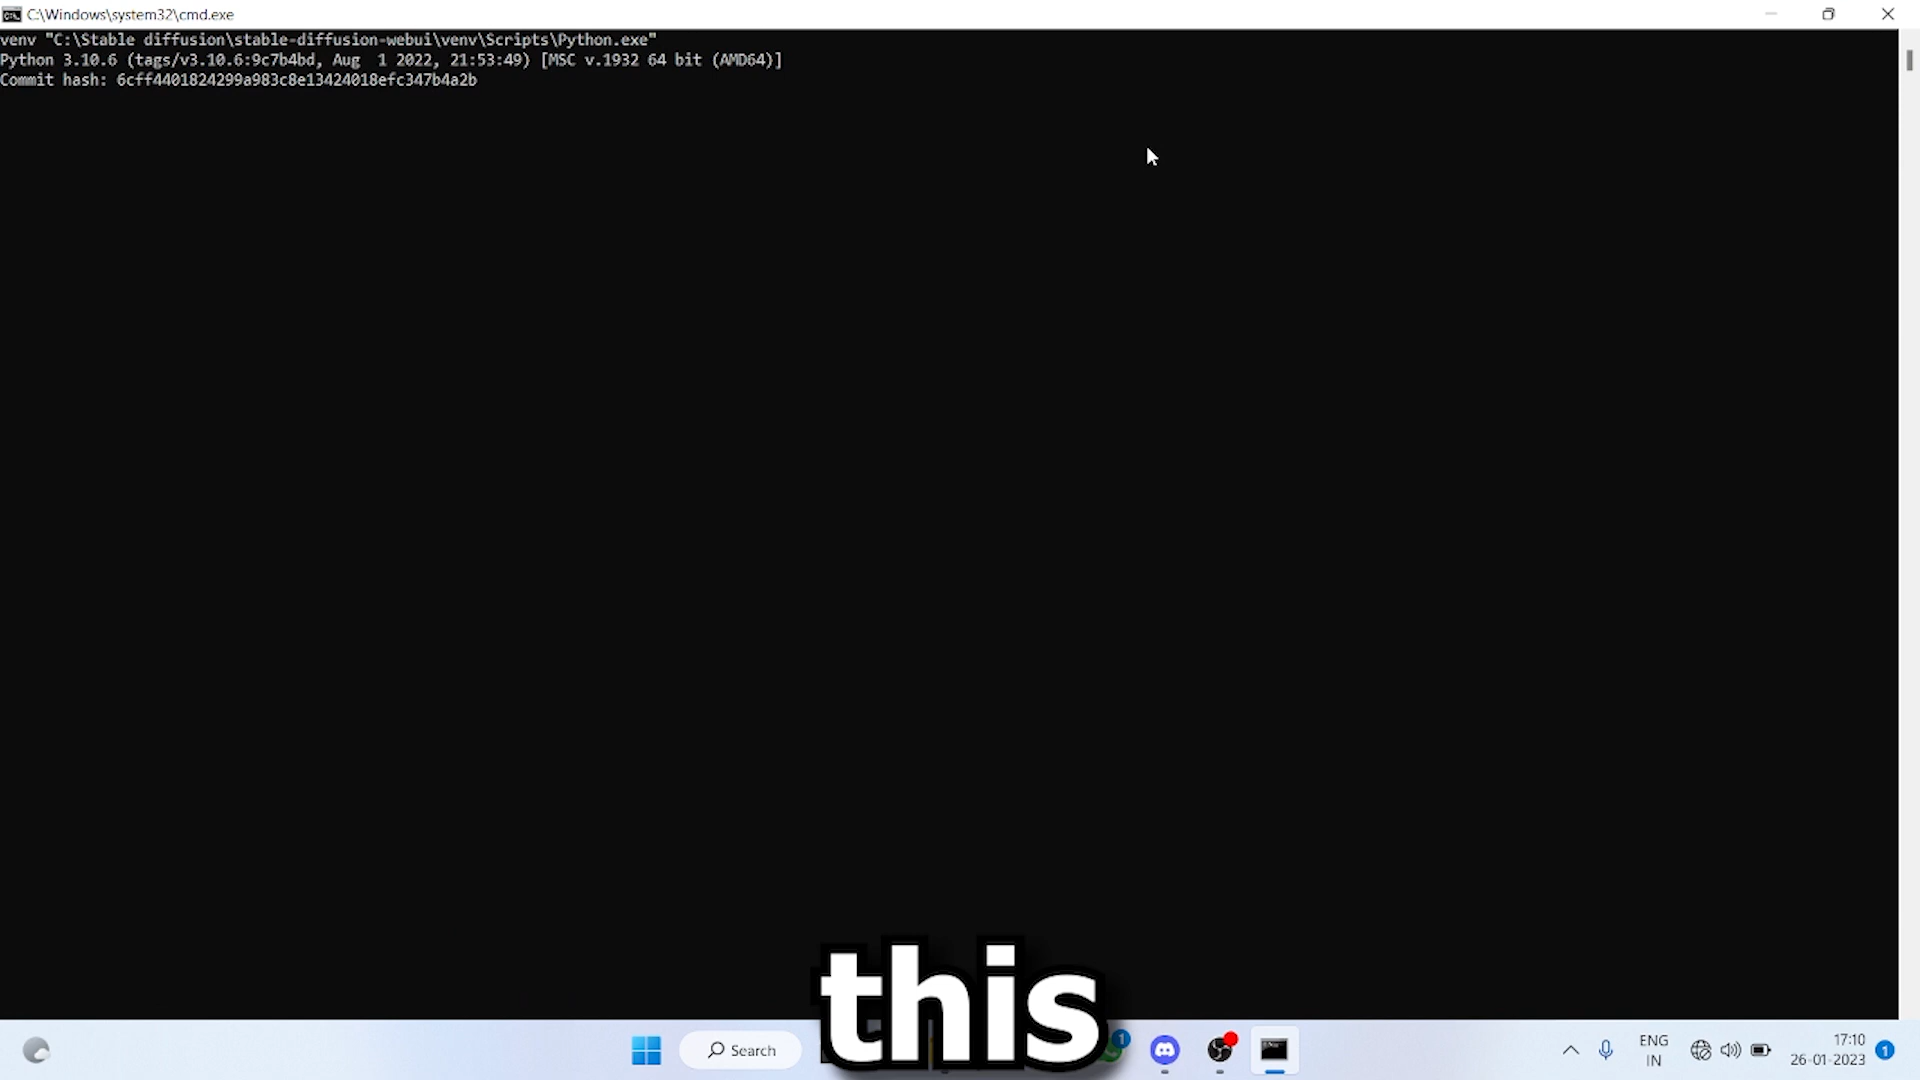 C:\Windows\system32\cmd.exe
venv "C:\Stable diffusion\stable-diffusion-webui\venv\Scripts\Python.exe"
Python 3.10.6 (tags/v3.10.6:9c7b4bd, Aug  1 2022, 21:53:49) [MSC v.1932 64 bit (AMD64)]
Commit hash: 6cff4401824299a983c8e13424018efc347b4a2b
this
Search
1
ENG
IN
17:10
26-01-2023
1